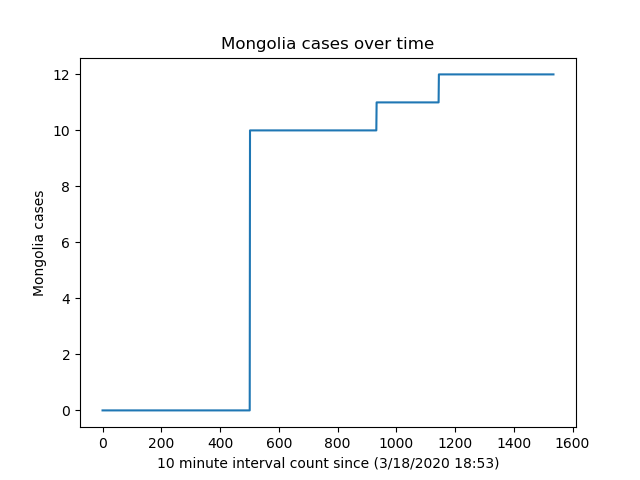 Mongolia cases over time
12
10
8
6
4
2
0
Mongolia cases
0 200 400 600 800 1000 1200 1400 1600
10 minute interval count since (3/18/2020 18:53)